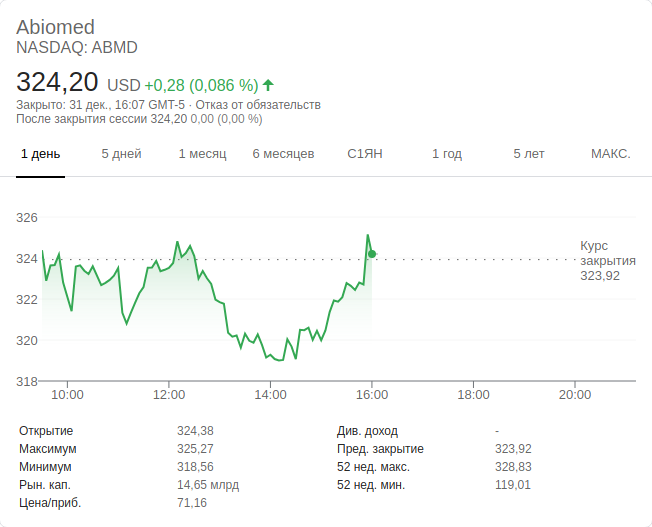 Abiomed
NASDAQ: ABMD
324,20 USD +0,28 (0,086 %)
Закрыто: 31 дек., 16:07 GMT-5 · Отказ от обязательств
После закрытия сессии 324,20 0,00 (0,00 %)
1 день 5 дней 1 месяц 6 месяцев С1ЯН 1 год 5 лет МАКС.
326
324
322
320
318
Курс
закрытия
323,92
10:00 12:00 14:00 16:00 18:00 20:00
Открытие 324,38
Максимум 325,27
Минимум 318,56
Рын. кап. 14,65 млрд
Цена/приб. 71,16
Див. доход -
Пред. закрытие 323,92
52 нед. макс. 328,83
52 нед. мин. 119,01